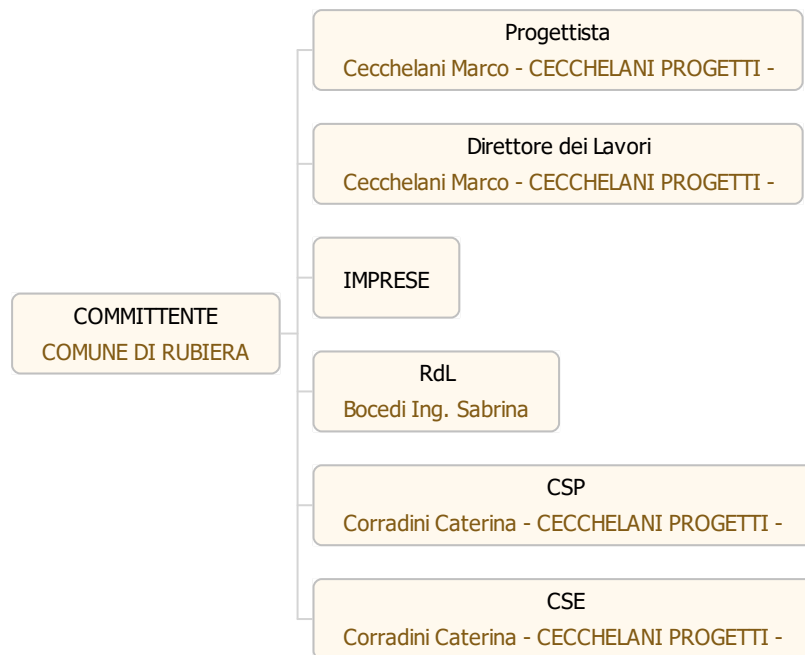 Progettista
Cecchelani Marco - CECCHELANI PROGETTI -
Direttore dei Lavori
Cecchelani Marco - CECCHELANI PROGETTI -
IMPRESE
COMMITTENTE
COMUNE DI RUBIERA
RdL
Bocedi Ing. Sabrina
CSP
Corradini Caterina - CECCHELANI PROGETTI -
CSE
Corradini Caterina - CECCHELANI PROGETTI -